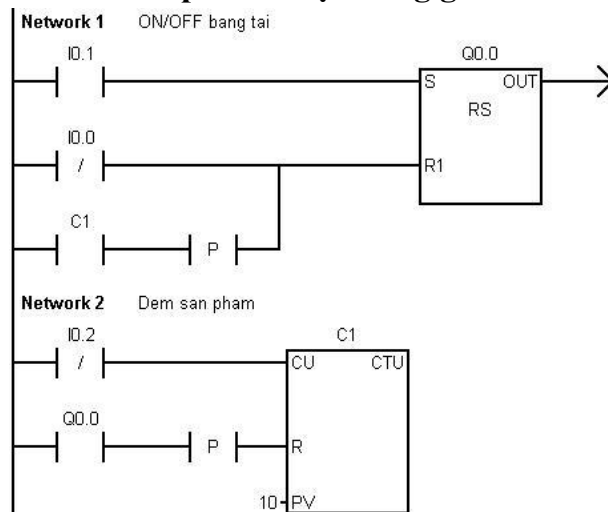 Network 1 ON/OFF bang tai
I0.1 Q0.0
S OUT
RS
I0.0
/ R1
C1
P
Network 2 Dem san pham
I0.2 C1
/ CU CTU
Q0.0
P R
10 PV